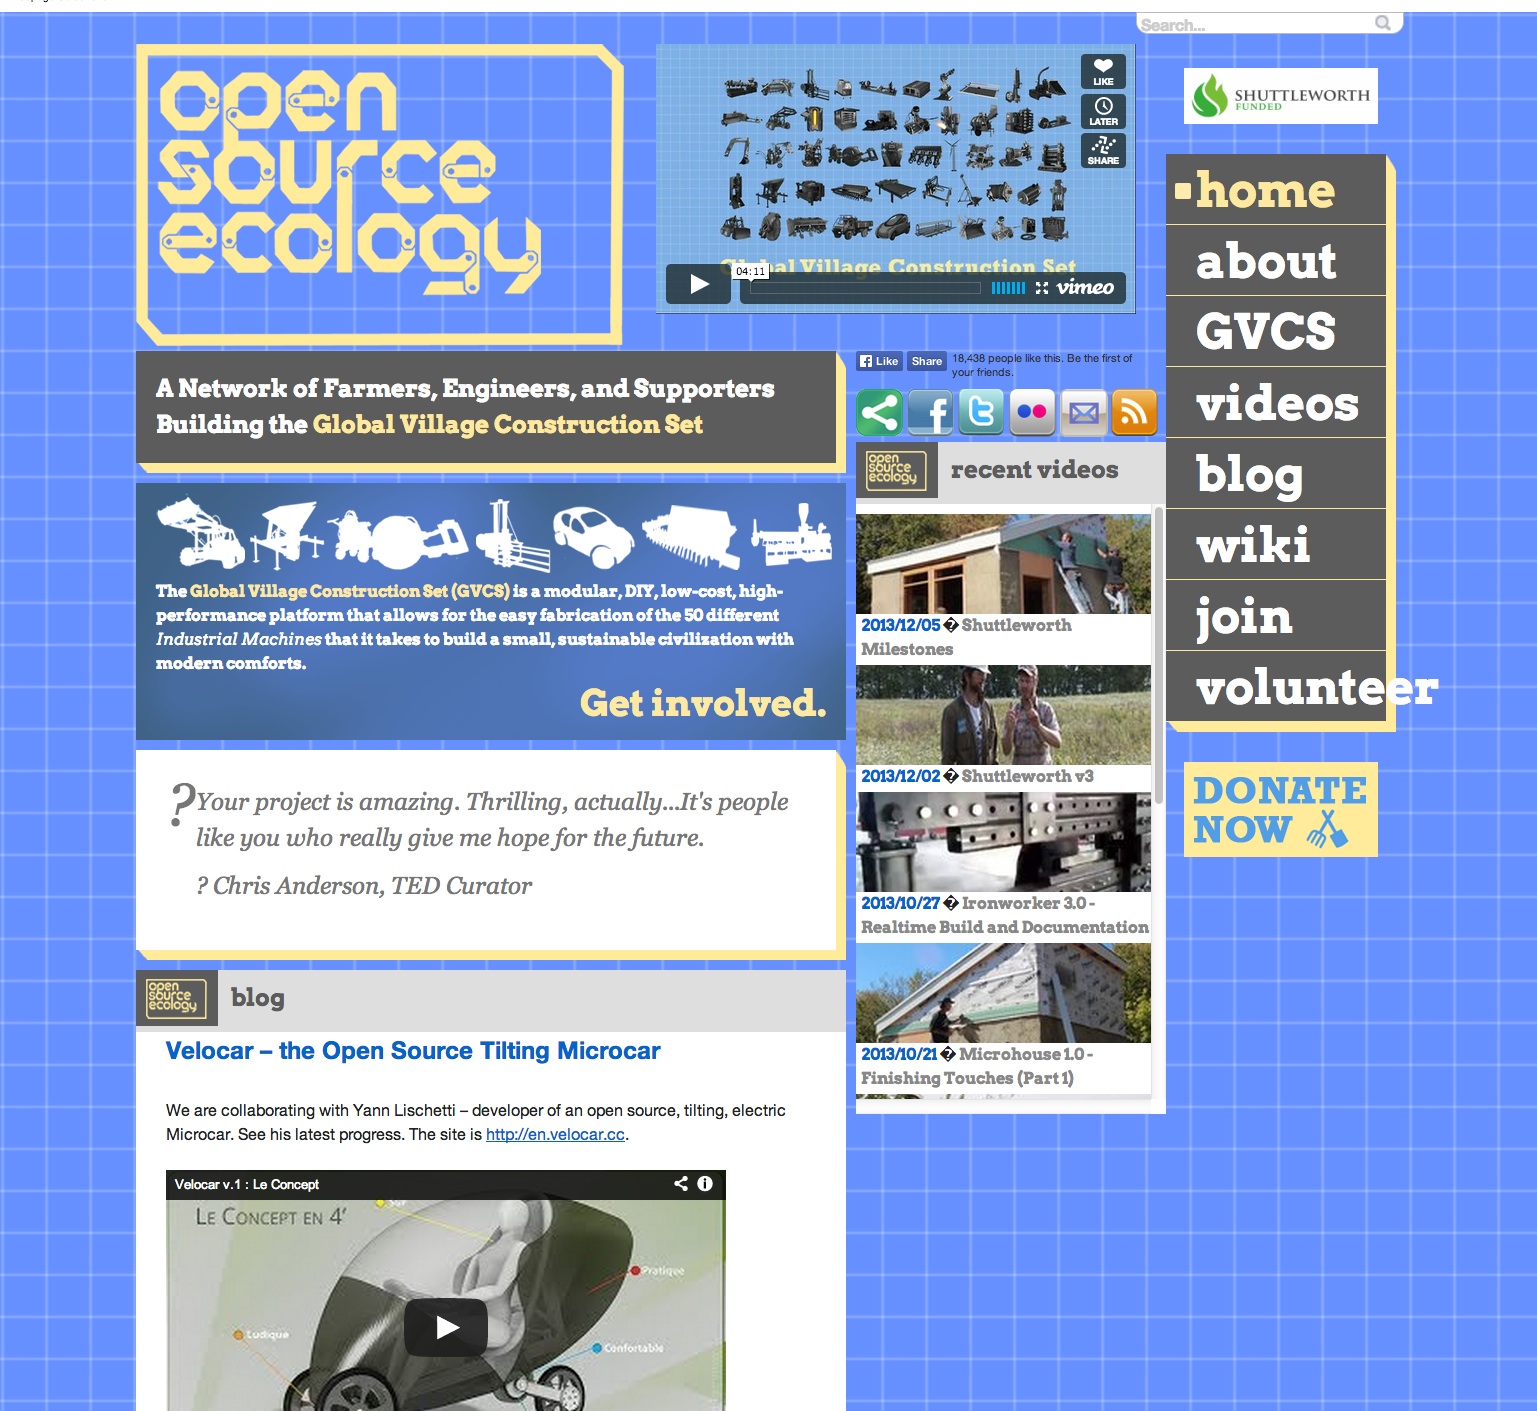 Search...
open
source
ecology
LIKE
LATER
SHARE
04:11
Global Village Construction Set
vimeo
SHUTTLEWORTH
FUNDED
home
about
GVCS
videos
blog
wiki
join
volunteer
DONATE
NOW
A Network of Farmers, Engineers, and Supporters
Building the Global Village Construction Set
Like
Share
18,438 people like this. Be the first of
your friends.
The Global Village Construction Set (GVCS) is a modular, DIY, low-cost, high-
performance platform that allows for the easy fabrication of the 50 different
Industrial Machines that it takes to build a small, sustainable civilization with
modern comforts.
Get involved.
open
source
ecology
recent videos
2013/12/05 � Shuttleworth
Milestones
2013/12/02 � Shuttleworth v3
2013/10/27 � Ironworker 3.0 -
Realtime Build and Documentation
2013/10/21 � Microhouse 1.0 -
Finishing Touches (Part 1)
? Your project is amazing. Thrilling, actually...It's people
like you who really give me hope for the future.
? Chris Anderson, TED Curator
open
source
ecology
blog
Velocar – the Open Source Tilting Microcar
We are collaborating with Yann Lischetti – developer of an open source, tilting, electric
Microcar. See his latest progress. The site is http://en.velocar.cc.
Velocar v.1 : Le Concept
LE CONCEPT EN 4'
Pratique
Ludique
Confortable